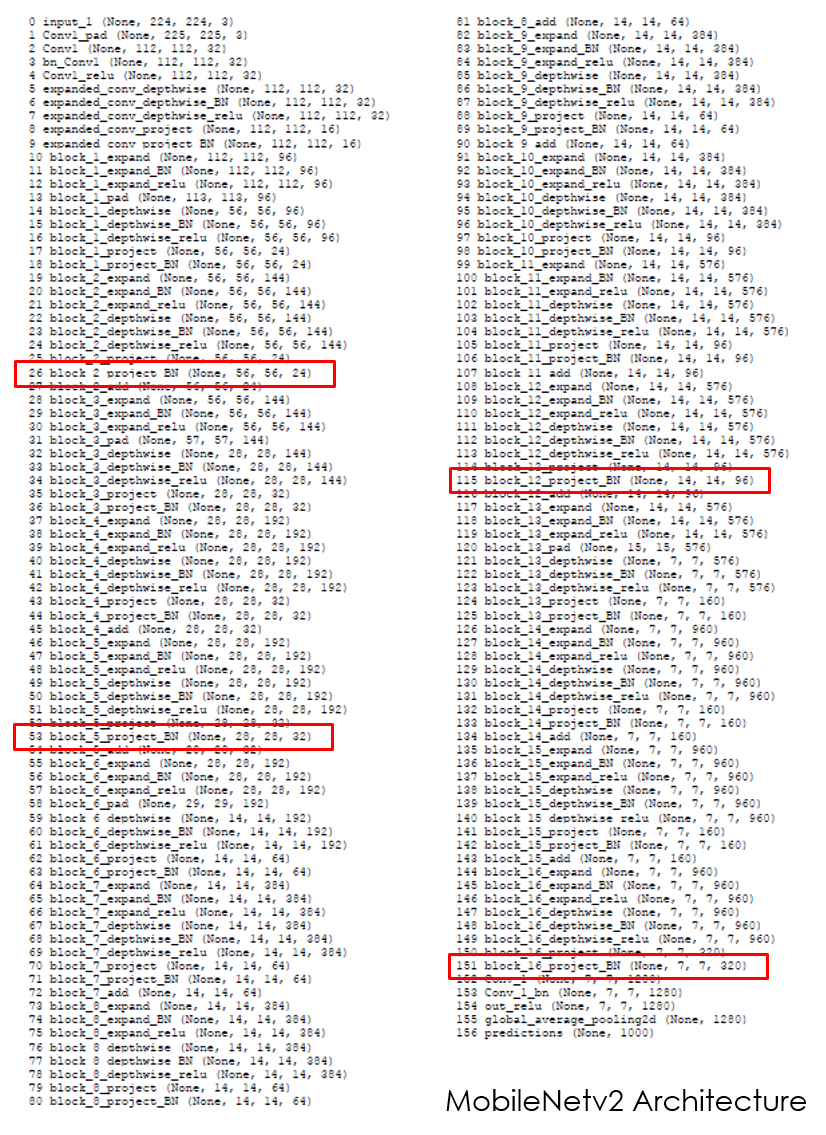 0 input_1 (None, 224, 224, 3)
1 Conv1_pad (None, 225, 225, 3)
2 Conv1 (None, 112, 112, 32)
3 bn_Conv1 (None, 112, 112, 32)
4 Conv1_relu (None, 112, 112, 32)
5 expanded_conv_depthwise (None, 112, 112, 32)
6 expanded_conv_depthwise_BN (None, 112, 112, 32)
7 expanded_conv_depthwise_relu (None, 112, 112, 32)
8 expanded_conv_project (None, 112, 112, 16)
9 expanded_conv_project_BN (None, 112, 112, 16)
10 block_1_expand (None, 112, 112, 96)
11 block_1_expand_BN (None, 112, 112, 96)
12 block_1_expand_relu (None, 112, 112, 96)
13 block_1_pad (None, 113, 113, 96)
14 block_1_depthwise (None, 56, 56, 96)
15 block_1_depthwise_BN (None, 56, 56, 96)
16 block_1_depthwise_relu (None, 56, 56, 96)
17 block_1_project (None, 56, 56, 24)
18 block_1_project_BN (None, 56, 56, 24)
19 block_2_expand (None, 56, 56, 144)
20 block_2_expand_BN (None, 56, 56, 144)
21 block_2_expand_relu (None, 56, 56, 144)
22 block_2_depthwise (None, 56, 56, 144)
23 block_2_depthwise_BN (None, 56, 56, 144)
24 block_2_depthwise_relu (None, 56, 56, 144)
25 block_2_project (None, 56, 56, 24)
26 block_2_project_BN (None, 56, 56, 24)
27 block_2_add (None, 56, 56, 24)
28 block_3_expand (None, 56, 56, 144)
29 block_3_expand_BN (None, 56, 56, 144)
30 block_3_expand_relu (None, 56, 56, 144)
31 block_3_pad (None, 57, 57, 144)
32 block_3_depthwise (None, 28, 28, 144)
33 block_3_depthwise_BN (None, 28, 28, 144)
34 block_3_depthwise_relu (None, 28, 28, 144)
35 block_3_project (None, 28, 28, 32)
36 block_3_project_BN (None, 28, 28, 32)
37 block_4_expand (None, 28, 28, 192)
38 block_4_expand_BN (None, 28, 28, 192)
39 block_4_expand_relu (None, 28, 28, 192)
40 block_4_depthwise (None, 28, 28, 192)
41 block_4_depthwise_BN (None, 28, 28, 192)
42 block_4_depthwise_relu (None, 28, 28, 192)
43 block_4_project (None, 28, 28, 32)
44 block_4_project_BN (None, 28, 28, 32)
45 block_4_add (None, 28, 28, 32)
46 block_5_expand (None, 28, 28, 192)
47 block_5_expand_BN (None, 28, 28, 192)
48 block_5_expand_relu (None, 28, 28, 192)
49 block_5_depthwise (None, 28, 28, 192)
50 block_5_depthwise_BN (None, 28, 28, 192)
51 block_5_depthwise_relu (None, 28, 28, 192)
52 block_5_project (None, 28, 28, 32)
53 block_5_project_BN (None, 28, 28, 32)
54 block_5_add (None, 28, 28, 32)
55 block_6_expand (None, 28, 28, 192)
56 block_6_expand_BN (None, 28, 28, 192)
57 block_6_expand_relu (None, 28, 28, 192)
58 block_6_pad (None, 29, 29, 192)
59 block_6_depthwise (None, 14, 14, 192)
60 block_6_depthwise_BN (None, 14, 14, 192)
61 block_6_depthwise_relu (None, 14, 14, 192)
62 block_6_project (None, 14, 14, 64)
63 block_6_project_BN (None, 14, 14, 64)
64 block_7_expand (None, 14, 14, 384)
65 block_7_expand_BN (None, 14, 14, 384)
66 block_7_expand_relu (None, 14, 14, 384)
67 block_7_depthwise (None, 14, 14, 384)
68 block_7_depthwise_BN (None, 14, 14, 384)
69 block_7_depthwise_relu (None, 14, 14, 384)
70 block_7_project (None, 14, 14, 64)
71 block_7_project_BN (None, 14, 14, 64)
72 block_7_add (None, 14, 14, 64)
73 block_8_expand (None, 14, 14, 384)
74 block_8_expand_BN (None, 14, 14, 384)
75 block_8_expand_relu (None, 14, 14, 384)
76 block_8_depthwise (None, 14, 14, 384)
77 block_8_depthwise_BN (None, 14, 14, 384)
78 block_8_depthwise_relu (None, 14, 14, 384)
79 block_8_project (None, 14, 14, 64)
80 block_8_project_BN (None, 14, 14, 64)
81 block_8_add (None, 14, 14, 64)
82 block_9_expand (None, 14, 14, 384)
83 block_9_expand_BN (None, 14, 14, 384)
84 block_9_expand_relu (None, 14, 14, 384)
85 block_9_depthwise (None, 14, 14, 384)
86 block_9_depthwise_BN (None, 14, 14, 384)
87 block_9_depthwise_relu (None, 14, 14, 384)
88 block_9_project (None, 14, 14, 64)
89 block_9_project_BN (None, 14, 14, 64)
90 block_9_add (None, 14, 14, 64)
91 block_10_expand (None, 14, 14, 384)
92 block_10_expand_BN (None, 14, 14, 384)
93 block_10_expand_relu (None, 14, 14, 384)
94 block_10_depthwise (None, 14, 14, 384)
95 block_10_depthwise_BN (None, 14, 14, 384)
96 block_10_depthwise_relu (None, 14, 14, 384)
97 block_10_project (None, 14, 14, 96)
98 block_10_project_BN (None, 14, 14, 96)
99 block_11_expand (None, 14, 14, 576)
100 block_11_expand_BN (None, 14, 14, 576)
101 block_11_expand_relu (None, 14, 14, 576)
102 block_11_depthwise (None, 14, 14, 576)
103 block_11_depthwise_BN (None, 14, 14, 576)
104 block_11_depthwise_relu (None, 14, 14, 576)
105 block_11_project (None, 14, 14, 96)
106 block_11_project_BN (None, 14, 14, 96)
107 block_11_add (None, 14, 14, 96)
108 block_12_expand (None, 14, 14, 576)
109 block_12_expand_BN (None, 14, 14, 576)
110 block_12_expand_relu (None, 14, 14, 576)
111 block_12_depthwise (None, 14, 14, 576)
112 block_12_depthwise_BN (None, 14, 14, 576)
113 block_12_depthwise_relu (None, 14, 14, 576)
114 block_12_project (None, 14, 14, 96)
115 block_12_project_BN (None, 14, 14, 96)
116 block_12_add (None, 14, 14, 96)
117 block_13_expand (None, 14, 14, 576)
118 block_13_expand_BN (None, 14, 14, 576)
119 block_13_expand_relu (None, 14, 14, 576)
120 block_13_pad (None, 15, 15, 576)
121 block_13_depthwise (None, 7, 7, 576)
122 block_13_depthwise_BN (None, 7, 7, 576)
123 block_13_depthwise_relu (None, 7, 7, 576)
124 block_13_project (None, 7, 7, 160)
125 block_13_project_BN (None, 7, 7, 160)
126 block_14_expand (None, 7, 7, 960)
127 block_14_expand_BN (None, 7, 7, 960)
128 block_14_expand_relu (None, 7, 7, 960)
129 block_14_depthwise (None, 7, 7, 960)
130 block_14_depthwise_BN (None, 7, 7, 960)
131 block_14_depthwise_relu (None, 7, 7, 960)
132 block_14_project (None, 7, 7, 160)
133 block_14_project_BN (None, 7, 7, 160)
134 block_14_add (None, 7, 7, 160)
135 block_15_expand (None, 7, 7, 960)
136 block_15_expand_BN (None, 7, 7, 960)
137 block_15_expand_relu (None, 7, 7, 960)
138 block_15_depthwise (None, 7, 7, 960)
139 block_15_depthwise_BN (None, 7, 7, 960)
140 block_15_depthwise_relu (None, 7, 7, 960)
141 block_15_project (None, 7, 7, 160)
142 block_15_project_BN (None, 7, 7, 160)
143 block_15_add (None, 7, 7, 160)
144 block_16_expand (None, 7, 7, 960)
145 block_16_expand_BN (None, 7, 7, 960)
146 block_16_expand_relu (None, 7, 7, 960)
147 block_16_depthwise (None, 7, 7, 960)
148 block_16_depthwise_BN (None, 7, 7, 960)
149 block_16_depthwise_relu (None, 7, 7, 960)
150 block_16_project (None, 7, 7, 320)
151 block_16_project_BN (None, 7, 7, 320)
152 Conv_1 (None, 7, 7, 1280)
153 Conv_1_bn (None, 7, 7, 1280)
154 out_relu (None, 7, 7, 1280)
155 global_average_pooling2d (None, 1280)
156 predictions (None, 1000)
MobileNetv2 Architecture